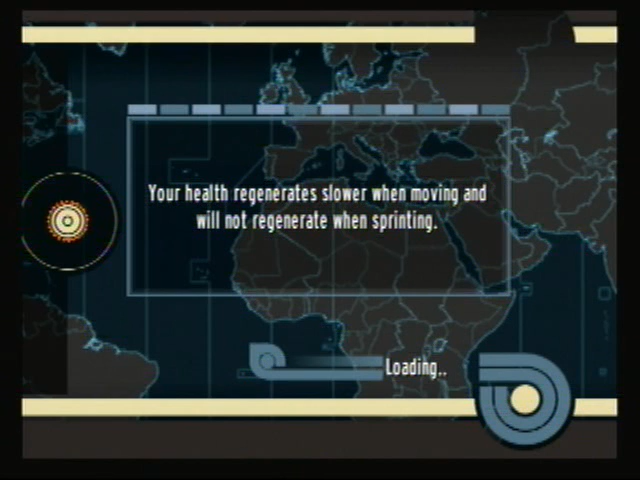 Your health regenerates slower when moving and
will not regenerate when sprinting.
Loading..